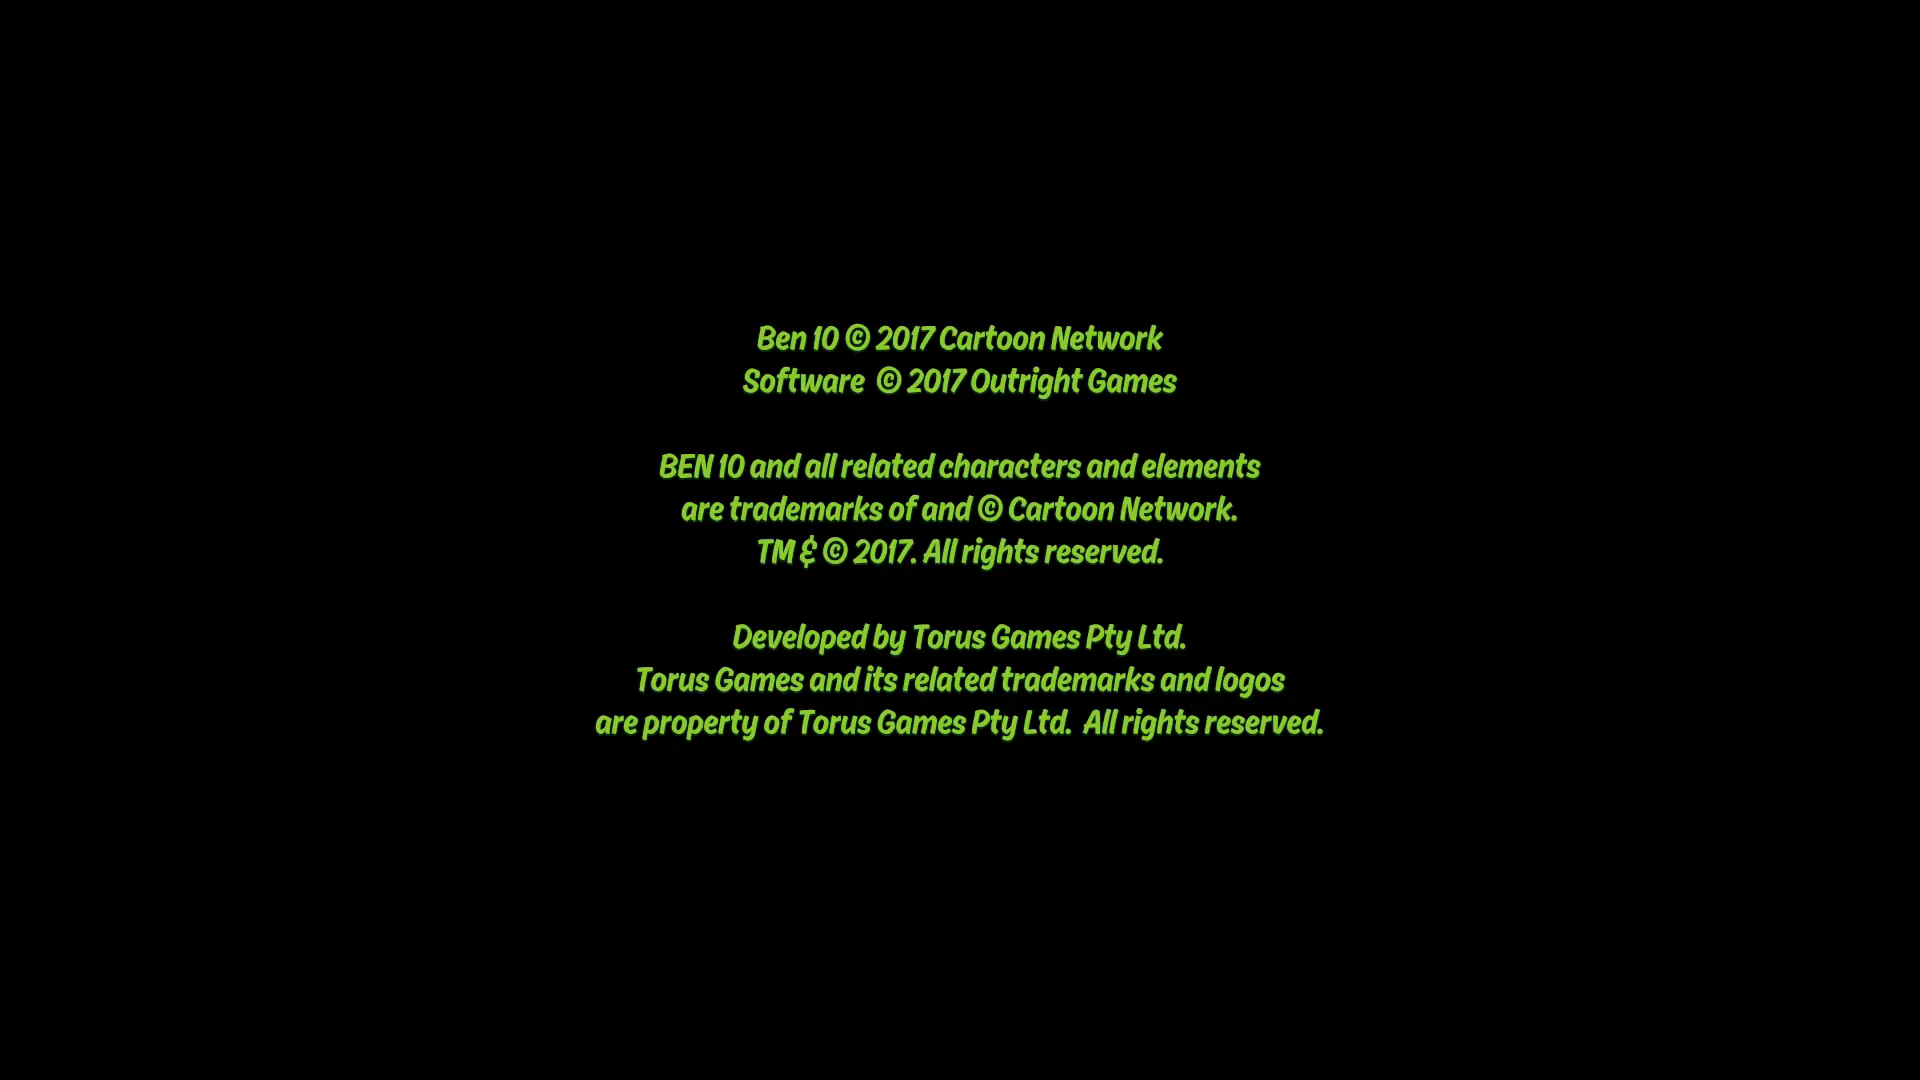 Ben 10 © 2017 Cartoon Network
Software © 2017 Outright Games
BEN 10 and all related characters and elements
are trademarks of and © Cartoon Network.
TM & © 2017. All rights reserved.
Developed by Torus Games Pty Ltd.
Torus Games and its related trademarks and logos
are property of Torus Games Pty Ltd. All rights reserved.